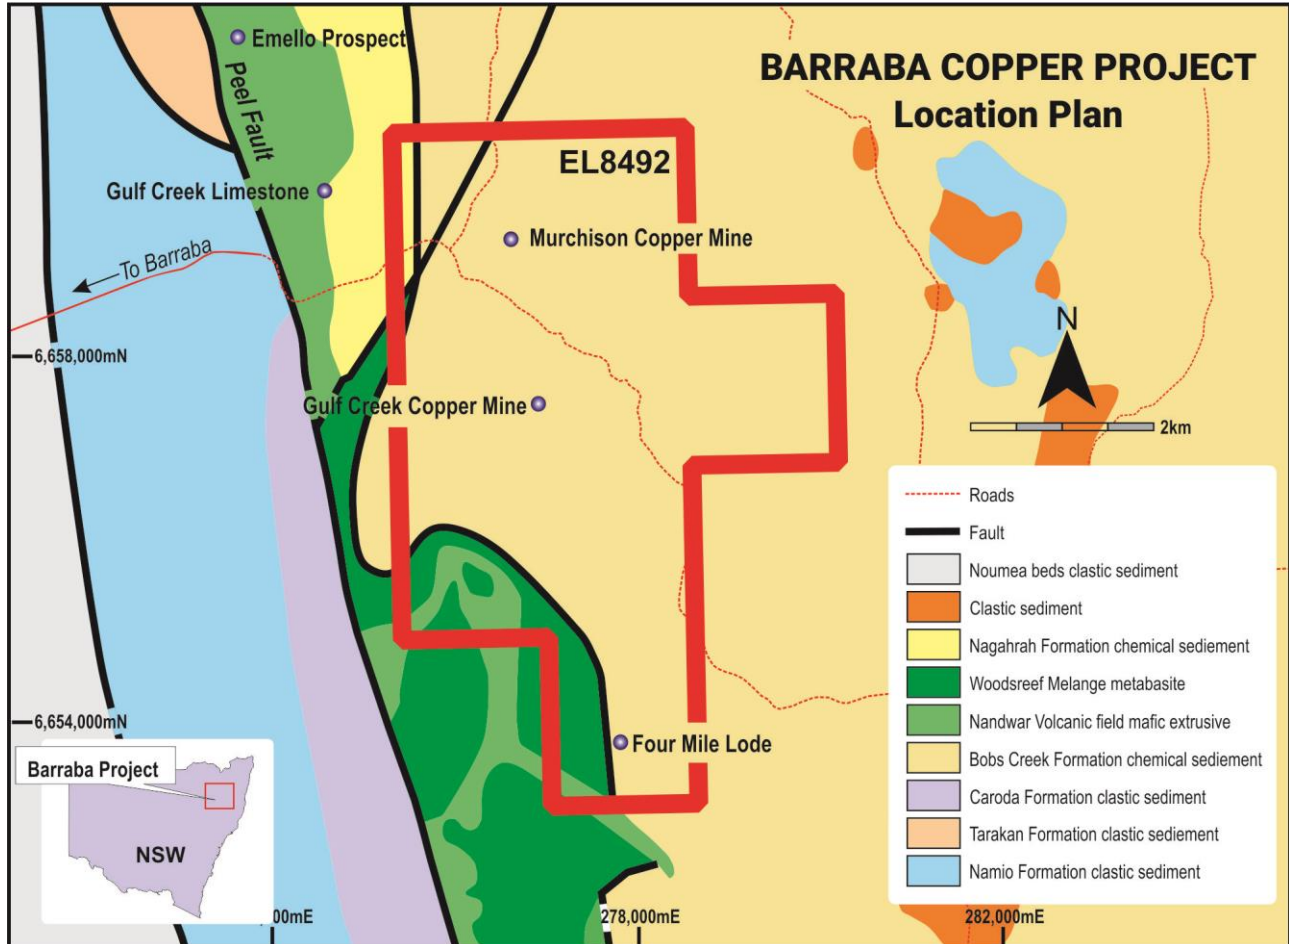 BARRABA COPPER PROJECT
Location Plan
Emello Prospect
Peel Fault
Gulf Creek Limestone
EL8492
Murchison Copper Mine
To Barraba
6,658,000mN
Gulf Creek Copper Mine
N
2km
Roads
Fault
Noumea beds clastic sediment
Clastic sediment
Nagahrah Formation chemical sediement
Woodsreef Melange metabasite
Nandwar Volcanic field mafic extrusive
Bobs Creek Formation chemical sediement
Caroda Formation clastic sediment
Tarakan Formation clastic sediement
Namio Formation clastic sediment
6,654,000mN
Four Mile Lode
Barraba Project
NSW
00mE
278,000mE
282,000mE